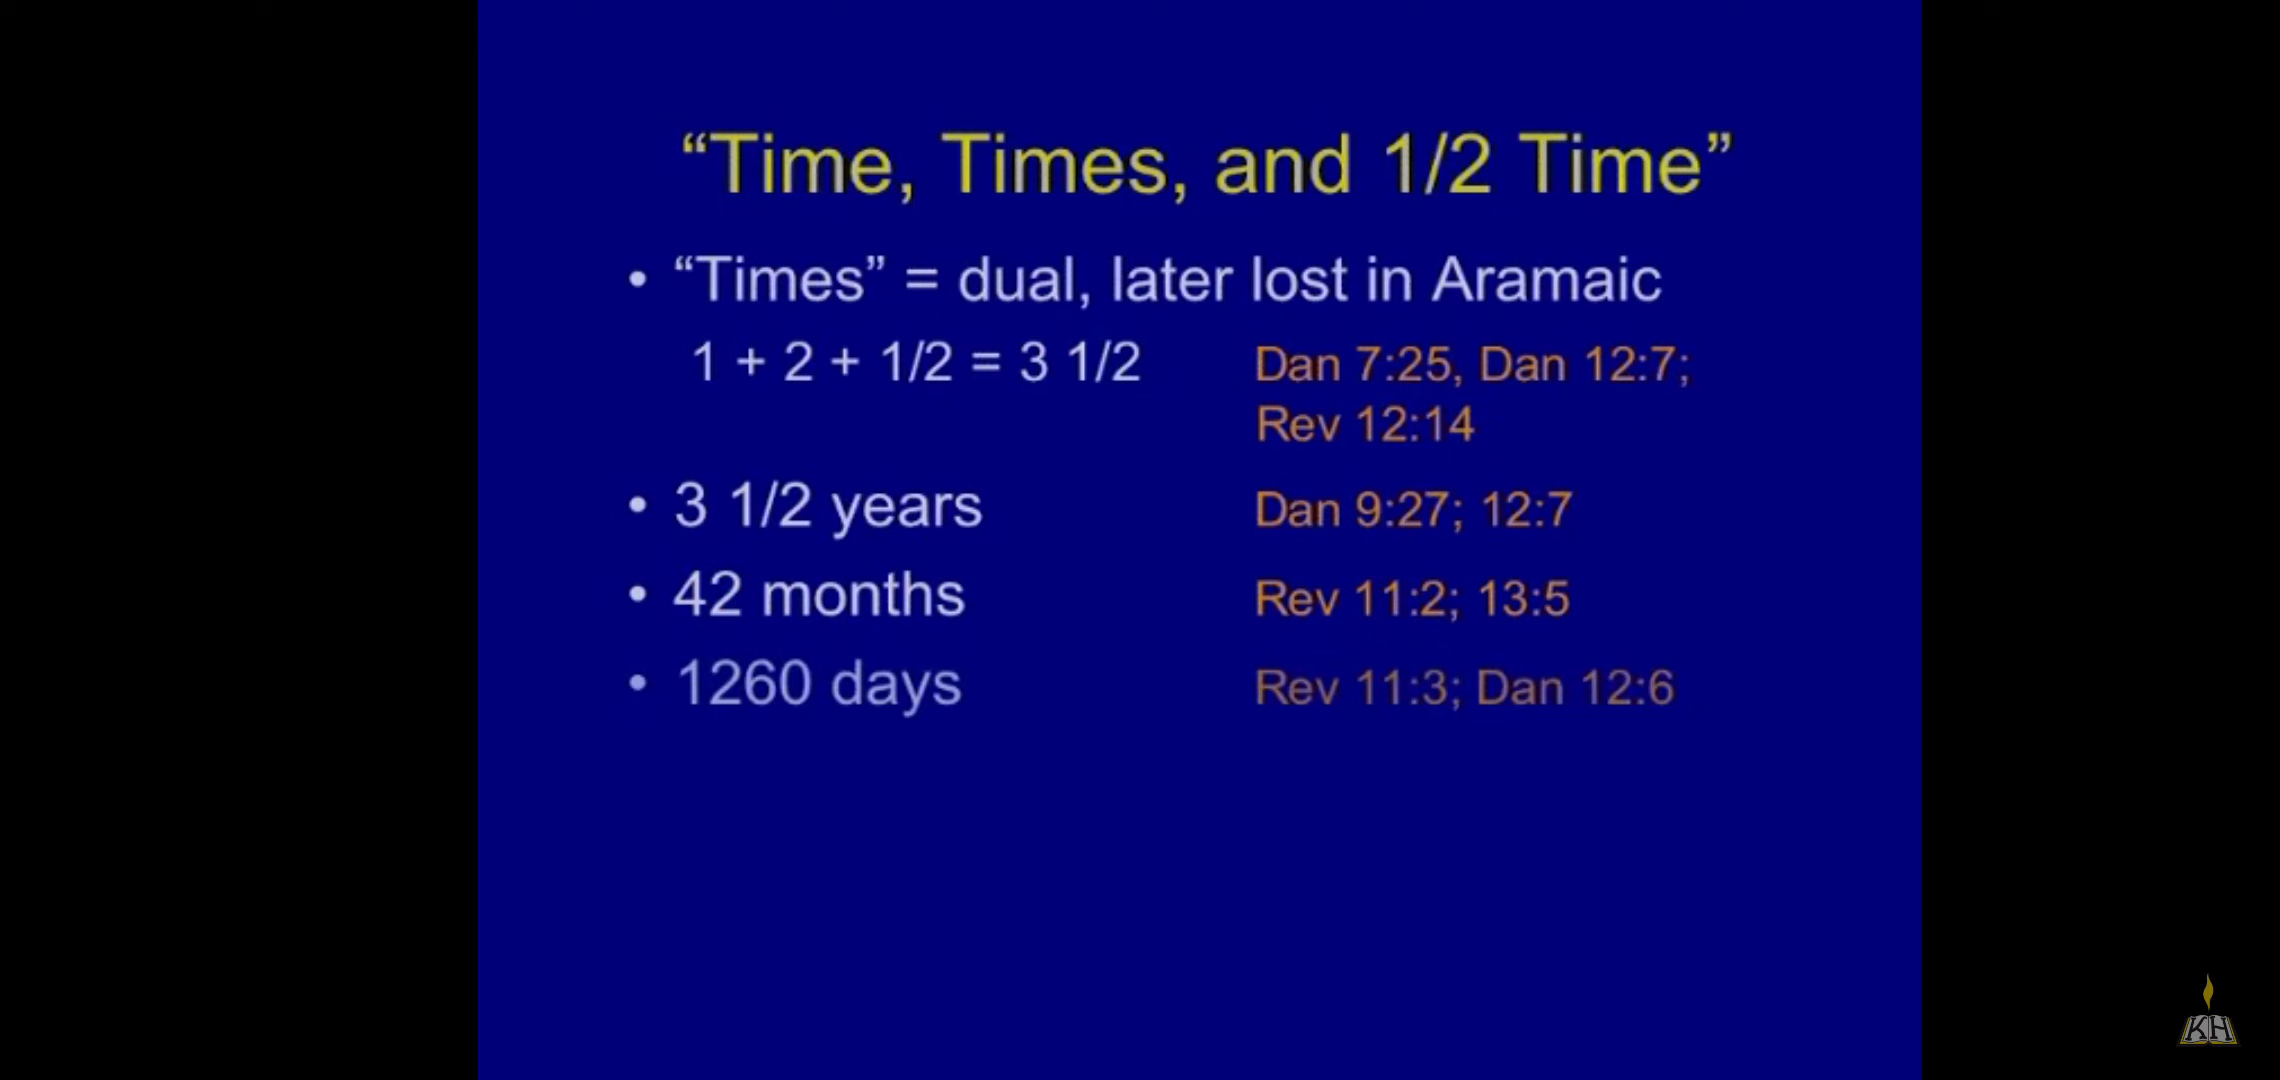 “Time, Times, and 1/2 Time”
• “Times” = dual, later lost in Aramaic
1 + 2 + 1/2 = 3 1/2 Dan 7:25, Dan 12:7;
Rev 12:14
• 3 1/2 years Dan 9:27; 12:7
• 42 months Rev 11:2; 13:5
• 1260 days Rev 11:3; Dan 12:6
KH